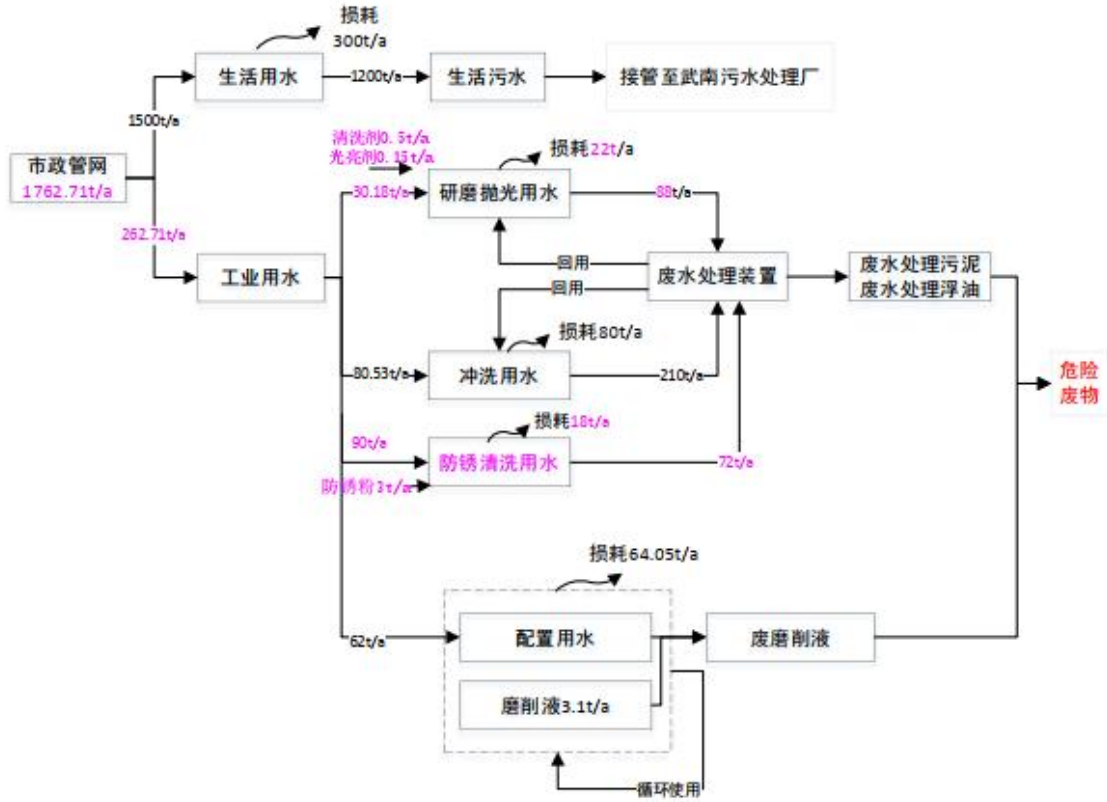 损耗
300t/a
生活用水
1200t/a
生活污水
接管至武南污水处理厂
1500t/a
市政管网
1762.71t/a
262.71t/a
工业用水
清洗剂0.5t/a
光亮剂0.15t/a
损耗22t/a
30.18t/a
研磨抛光用水
88t/a
回用
废水处理装置
回用
废水处理污泥
废水处理浮油
损耗80t/a
80.53t/a
冲洗用水
210t/a
危险
废物
损耗18t/a
90t/a
防锈清洗用水
72t/a
防锈粉3t/a
损耗64.05t/a
62t/a
配置用水
废磨削液
磨削液3.1t/a
循环使用